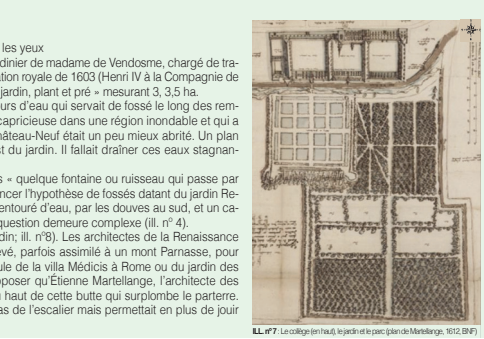 les yeux
dinier de madame de Vendosme, chargé de tra-
ation royale de 1603 (Henri IV à la Compagnie de
jardin, plant et pré » mesurant 3, 3,5 ha.
urs d'eau qui servait de fossé le long des rem-
capricieuse dans une région inondable et qui a
hâteau-Neuf était un peu mieux abrité. Un plan
st du jardin. Il fallait draîner ces eaux stagnan-
s « quelque fontaine ou ruisseau qui passe par
ncer l'hypothèse de fossés datant du jardin Re-
entouré d'eau, par les douves au sud, et un ca-
question demeure complexe (ill. n° 4).
din; ill. n°8). Les architectes de la Renaissance
evé, parfois assimilé à un mont Parnasse, pour
ule de la villa Médicis à Rome ou du jardin des
poser qu'Étienne Martellange, l'architecte des
u haut de cette butte qui surplombe le parterre.
as de l'escalier mais permettait en plus de jouir
ILL. n° 7 : Le collège (en haut), le jardin et le parc (plan de Martellange, 1612, BNF)